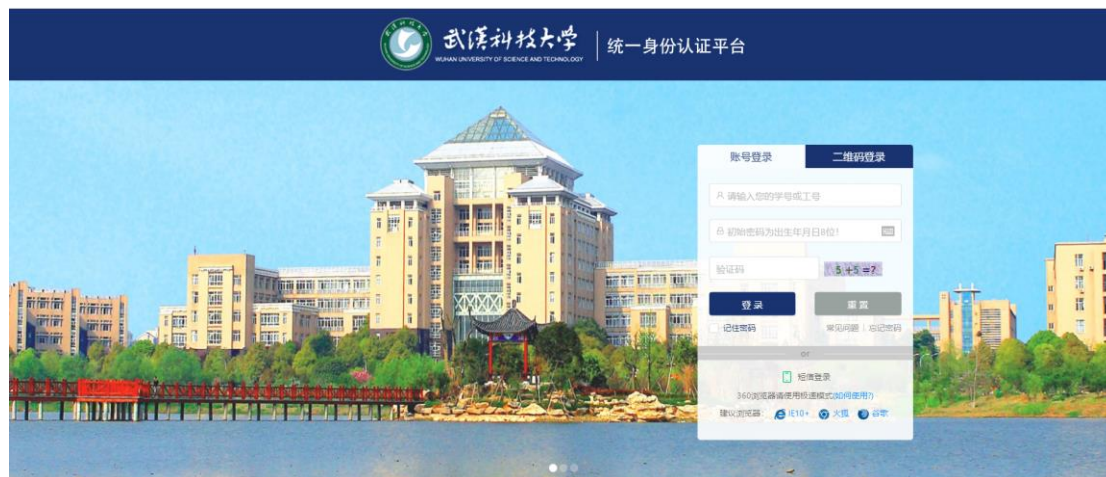 武汉科技大学
WUHAN UNIVERSITY OF SCIENCE AND TECHNOLOGY
统一身份认证平台
账号登录 二维码登录
请输入您的学号或工号
初始密码为出生年月日8位!
验证码 5+5=?
登录 重置
记住密码 常见问题 | 忘记密码
or
短信登录
360浏览器请使用极速模式(如何使用?)
建议浏览器: IE10+ 火狐 谷歌